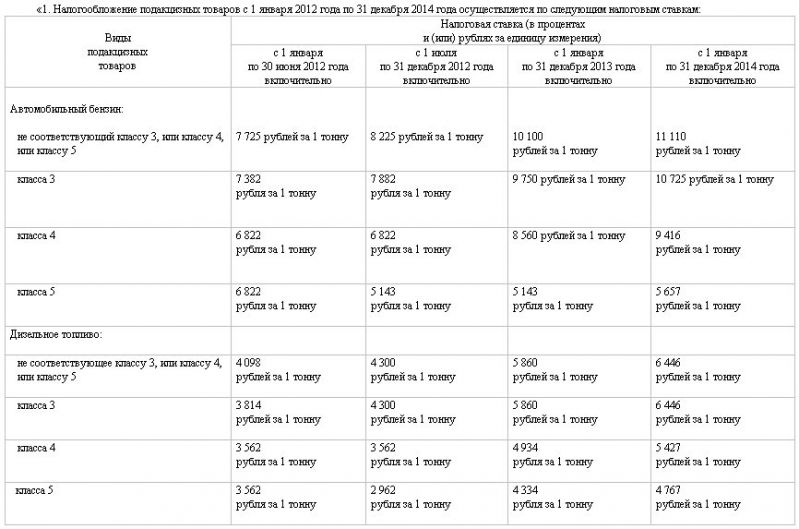 «1. Налогообложение подакцизных товаров с 1 января 2012 года по 31 декабря 2014 года осуществляется по следующим налоговым ставкам:
Виды
подакцизных
товаров
Налоговая ставка (в процентах
и (или) рублях за единицу измерения)
с 1 января
по 30 июня 2012 года
включительно
с 1 июля
по 31 декабря 2012 года
включительно
с 1 января
по 31 декабря 2013 года
включительно
с 1 января
по 31 декабря 2014 года
включительно
Автомобильный бензин:
не соответствующий классу 3, или классу 4,
или классу 5
7 725 рублей за 1 тонну
8 225 рублей за 1 тонну
10 100
рублей за 1 тонну
11 110
рублей за 1 тонну
класса 3
7 382
рубля за 1 тонну
7 882
рубля за 1 тонну
9 750 рублей за 1 тонну
10 725 рублей за 1 тонну
класса 4
6 822
рубля за 1 тонну
6 822
рубля за 1 тонну
8 560 рублей за 1 тонну
9 416
рублей за 1 тонну
класса 5
6 822
рубля за 1 тонну
5 143
рубля за 1 тонну
5 143
рубля за 1 тонну
5 657
рублей за 1 тонну
Дизельное топливо:
не соответствующее классу 3, или классу 4,
или классу 5
4 098
рублей за 1 тонну
4 300
рублей за 1 тонну
5 860
рублей за 1 тонну
6 446
рублей за 1 тонну
класса 3
3 814
рублей за 1 тонну
4 300
рублей за 1 тонну
5 860
рублей за 1 тонну
6 446
рублей за 1 тонну
класса 4
3 562
рубля за 1 тонну
3 562
рубля за 1 тонну
4 934
рубля за 1 тонну
5 427
рублей за 1 тонну
класса 5
3 562
рубля за 1 тонну
2 962
рубля за 1 тонну
4 334
рубля за 1 тонну
4 767
рублей за 1 тонну